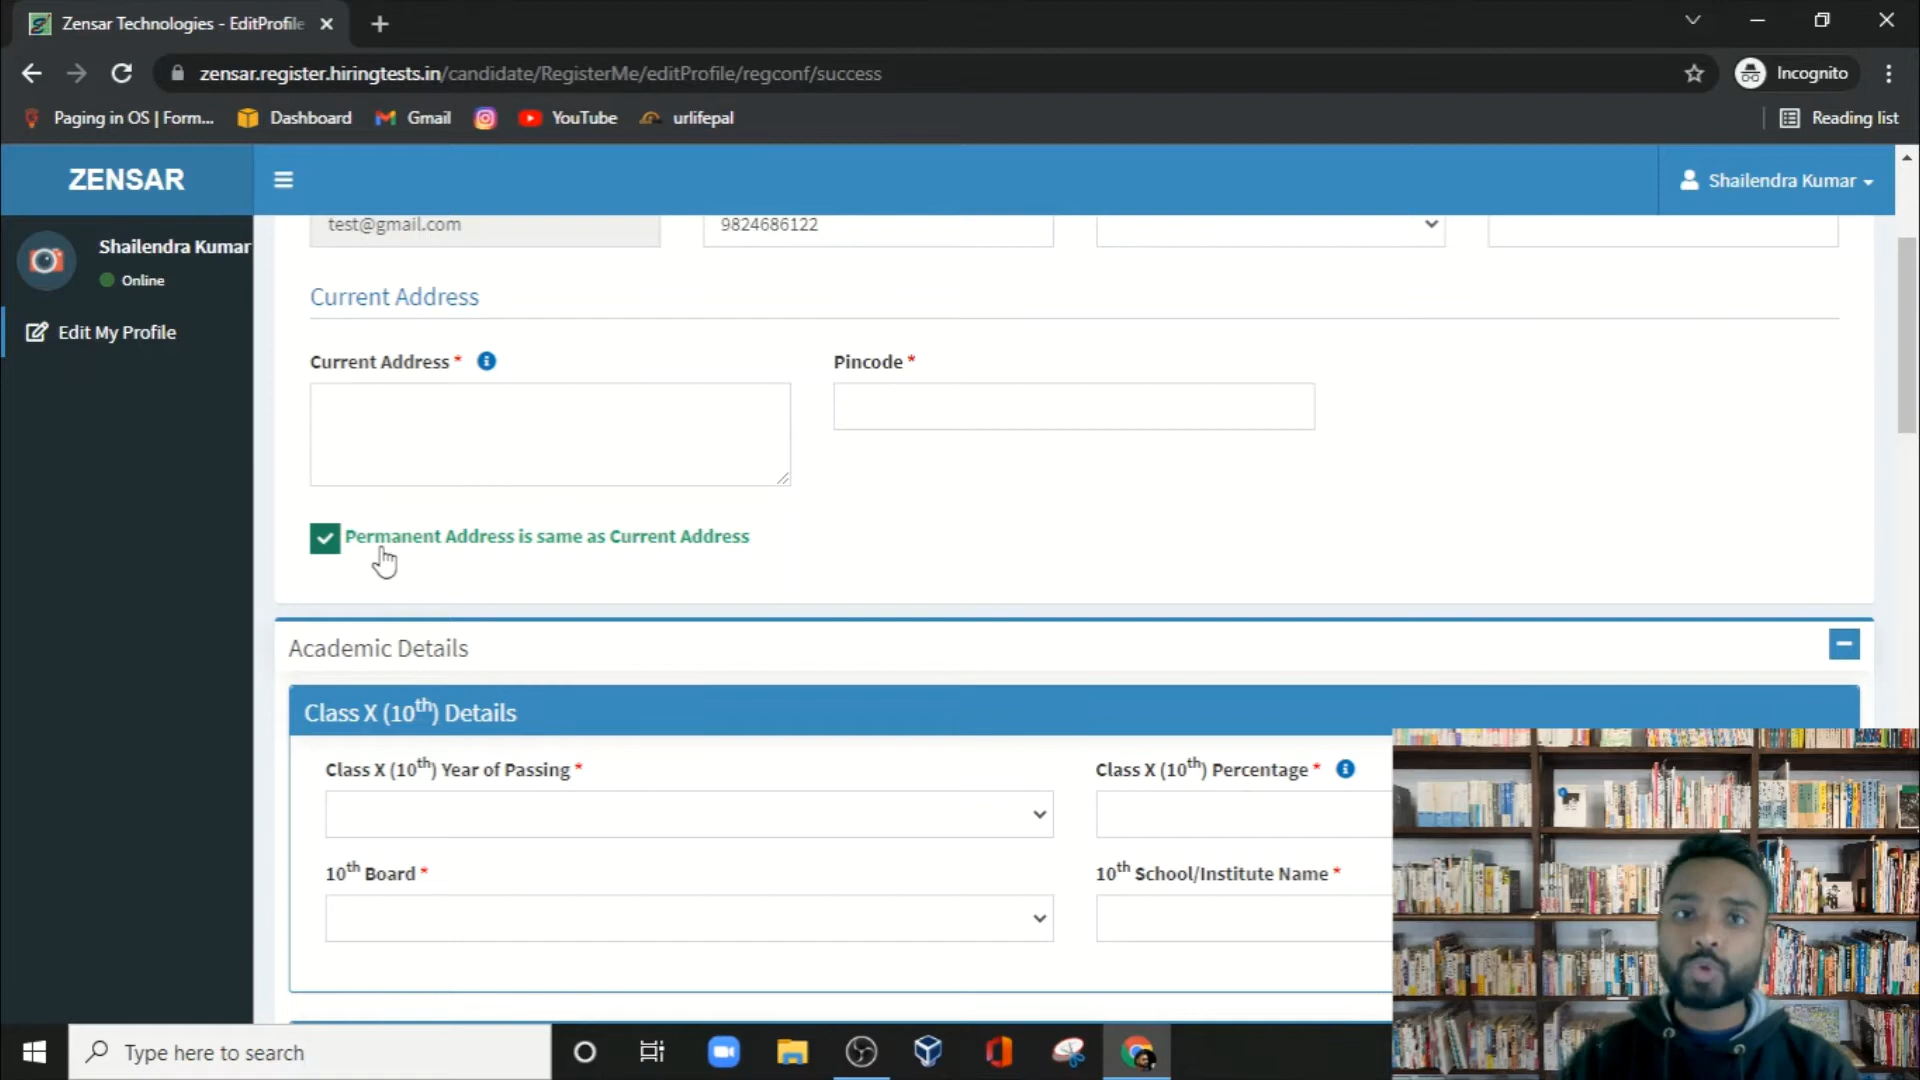 Zensar Technologies - EditProfile
zensar.register.hiringtests.in/candidate/RegisterMe/editProfile/regconf/success
Incognito
Paging in OS | Form...
Dashboard
Gmail
YouTube
urlifepal
Reading list
ZENSAR
Shailendra Kumar
Shailendra Kumar
Online
Edit My Profile
test@gmail.com
9824686122
Current Address
Current Address *
Pincode *
Permanent Address is same as Current Address
Academic Details
Class X (10th) Details
Class X (10th) Year of Passing *
Class X (10th) Percentage *
10th Board *
10th School/Institute Name *
Type here to search